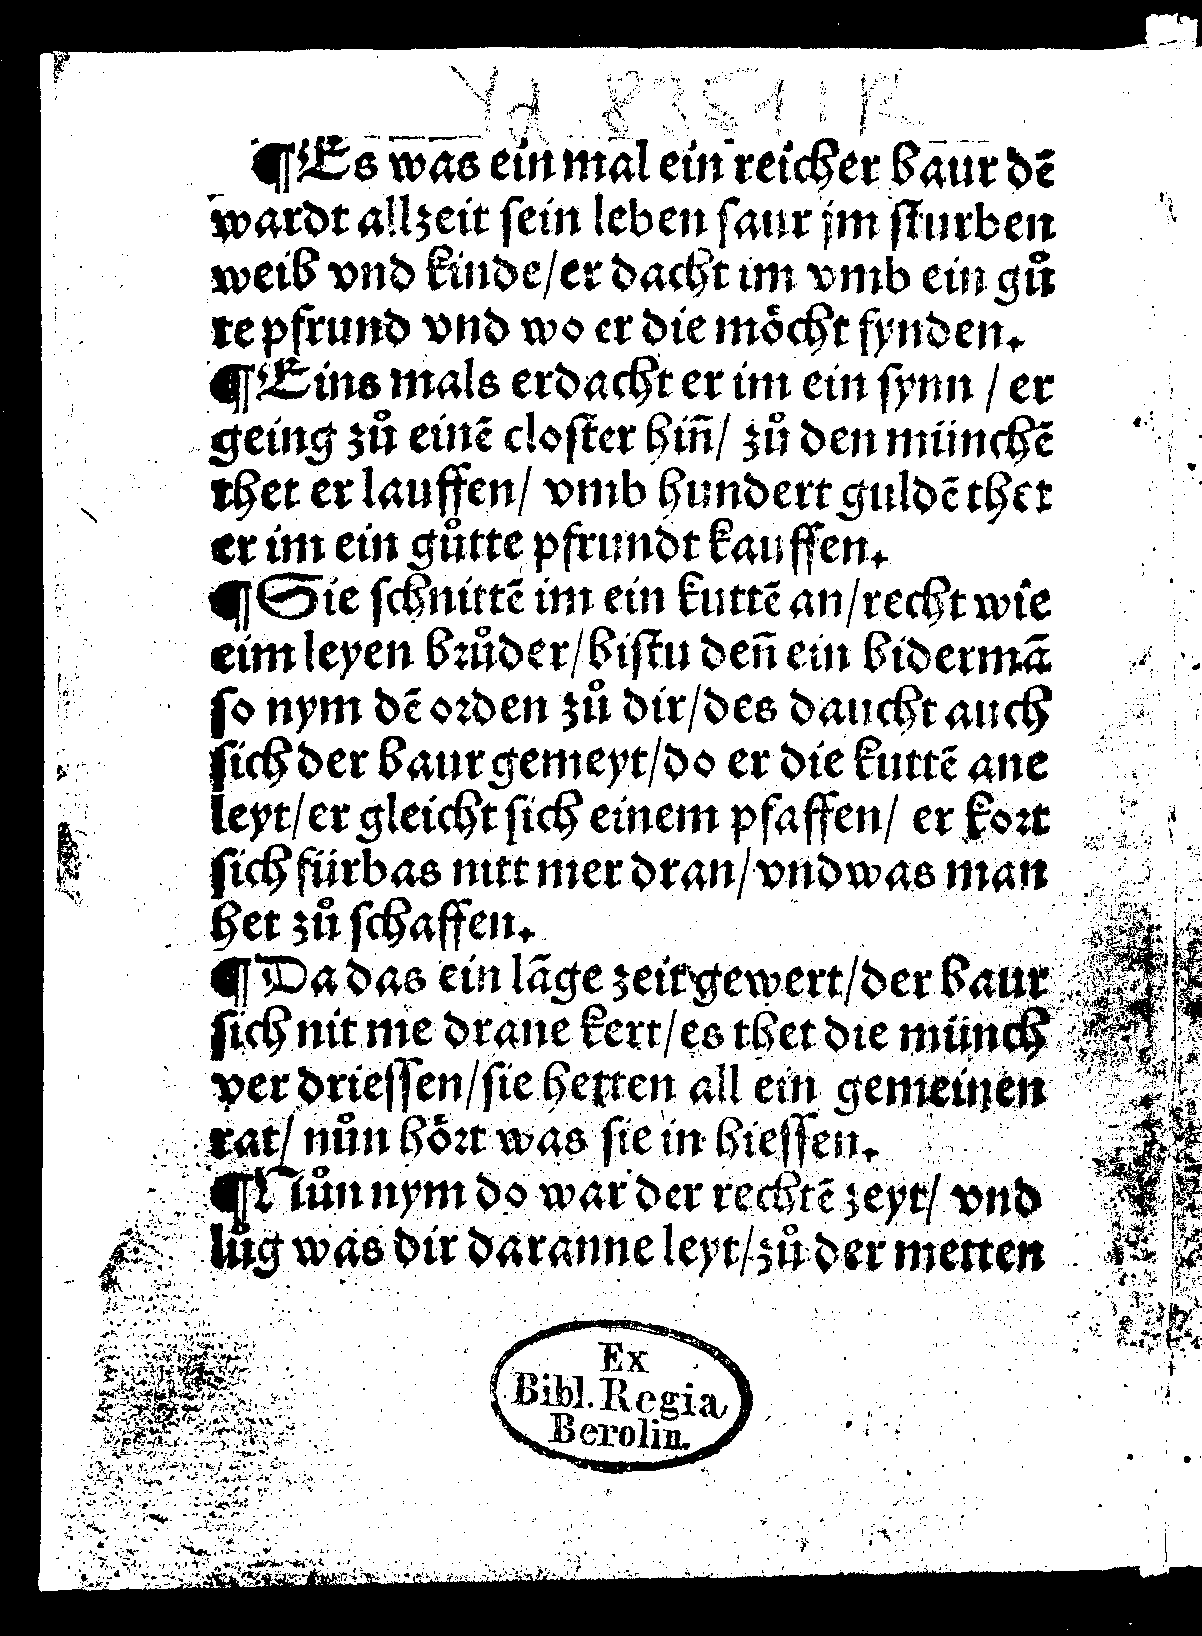 Yd 8351 R
¶Es was ein mal ein reicher baur dē
wardt allzeit sein leben saur jm sturben
weib vnd kinde/er dacht im vmb ein gů
te pfrund vnd wo er die möcht fynden.
¶Eins mals erdacht er im ein synn / er
geing zů einē closter hiñ/ zů den münchē
thet er lauffen/ vmb hundert guldē thet
er im ein gůtte pfrundt kauffen.
¶Sie schnittē im ein kuttē an/recht wie
eim leyen brůder/bistu deñ ein bidermā
so nym dē orden zů dir/des daucht auch
sich der baur gemeyt/do er die kuttē ane
leyt/er gleicht sich einem pfaffen/ er kort
sich fürbas nitt mer dran/vnd was man
het zů schaffen.
¶Da das ein lāge zeit gewert/der baur
sich nit me drane kert/es thet die münch
ver driessen/sie hetten all ein gemeinen
rat/ nůn hört was sie in hiessen.
¶Nůn nym do war der rechtē zeyt/ vnd
lůg was dir daranne leyt/zů der metten
Ex
Bibl. Regia
Berolin.